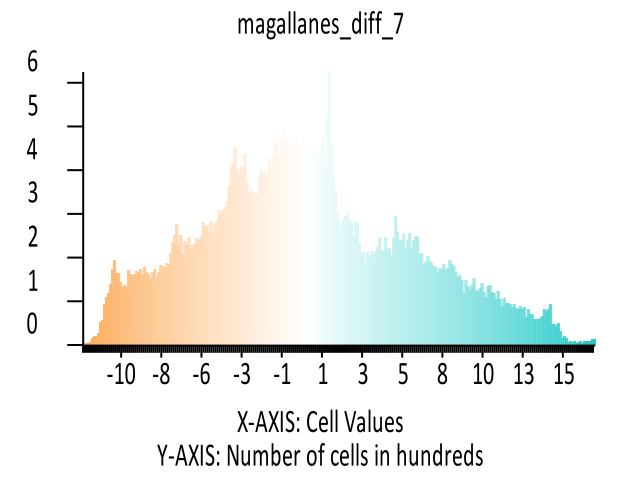 magallanes_diff_7
6
5
4
3
2
1
0
-10 -8 -6 -3 -1 1 3 5 8 10 13 15
X-AXIS: Cell Values
Y-AXIS: Number of cells in hundreds